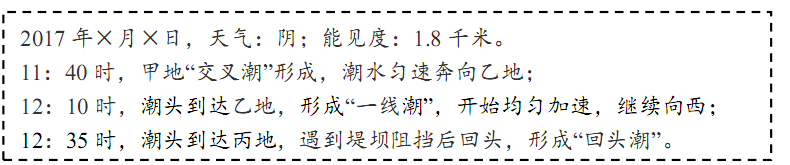 2017 年×月×日，天气：阴；能见度：1.8 千米。
11：40 时，甲地“交叉潮”形成，潮水匀速奔向乙地；
12：10 时，潮头到达乙地，形成“一线潮”，开始均匀加速，继续向西；
12：35 时，潮头到达丙地，遇到堤坝阻挡后回头，形成“回头潮”。